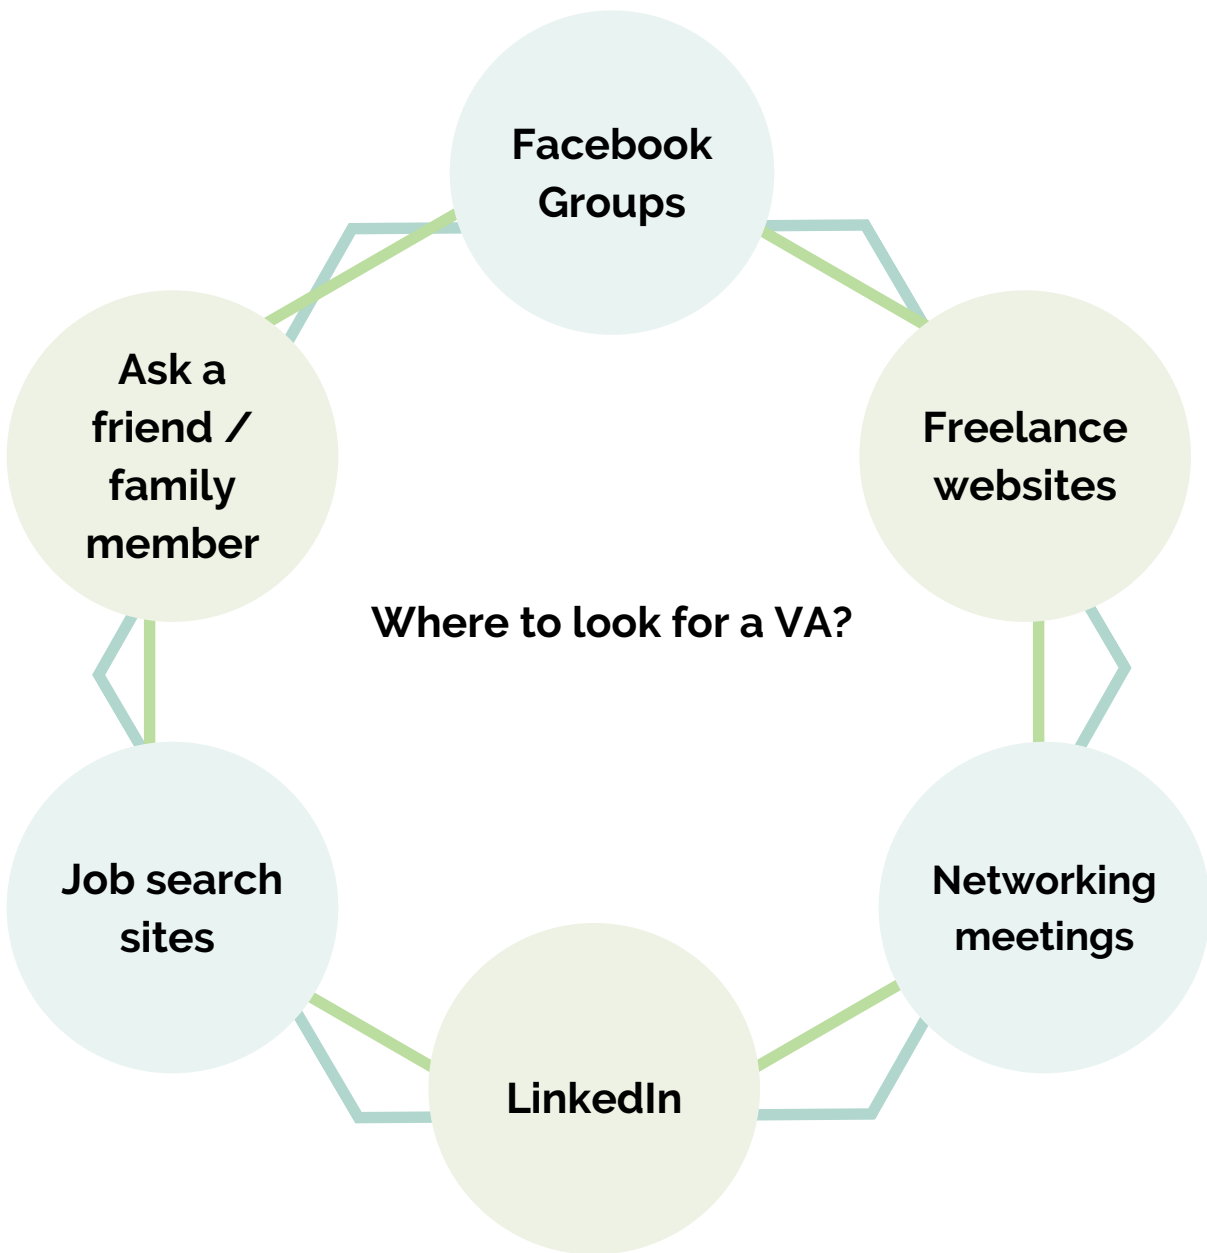 Facebook
Groups
Ask a
friend /
family
member
Freelance
websites
Where to look for a VA?
Job search
sites
Networking
meetings
LinkedIn